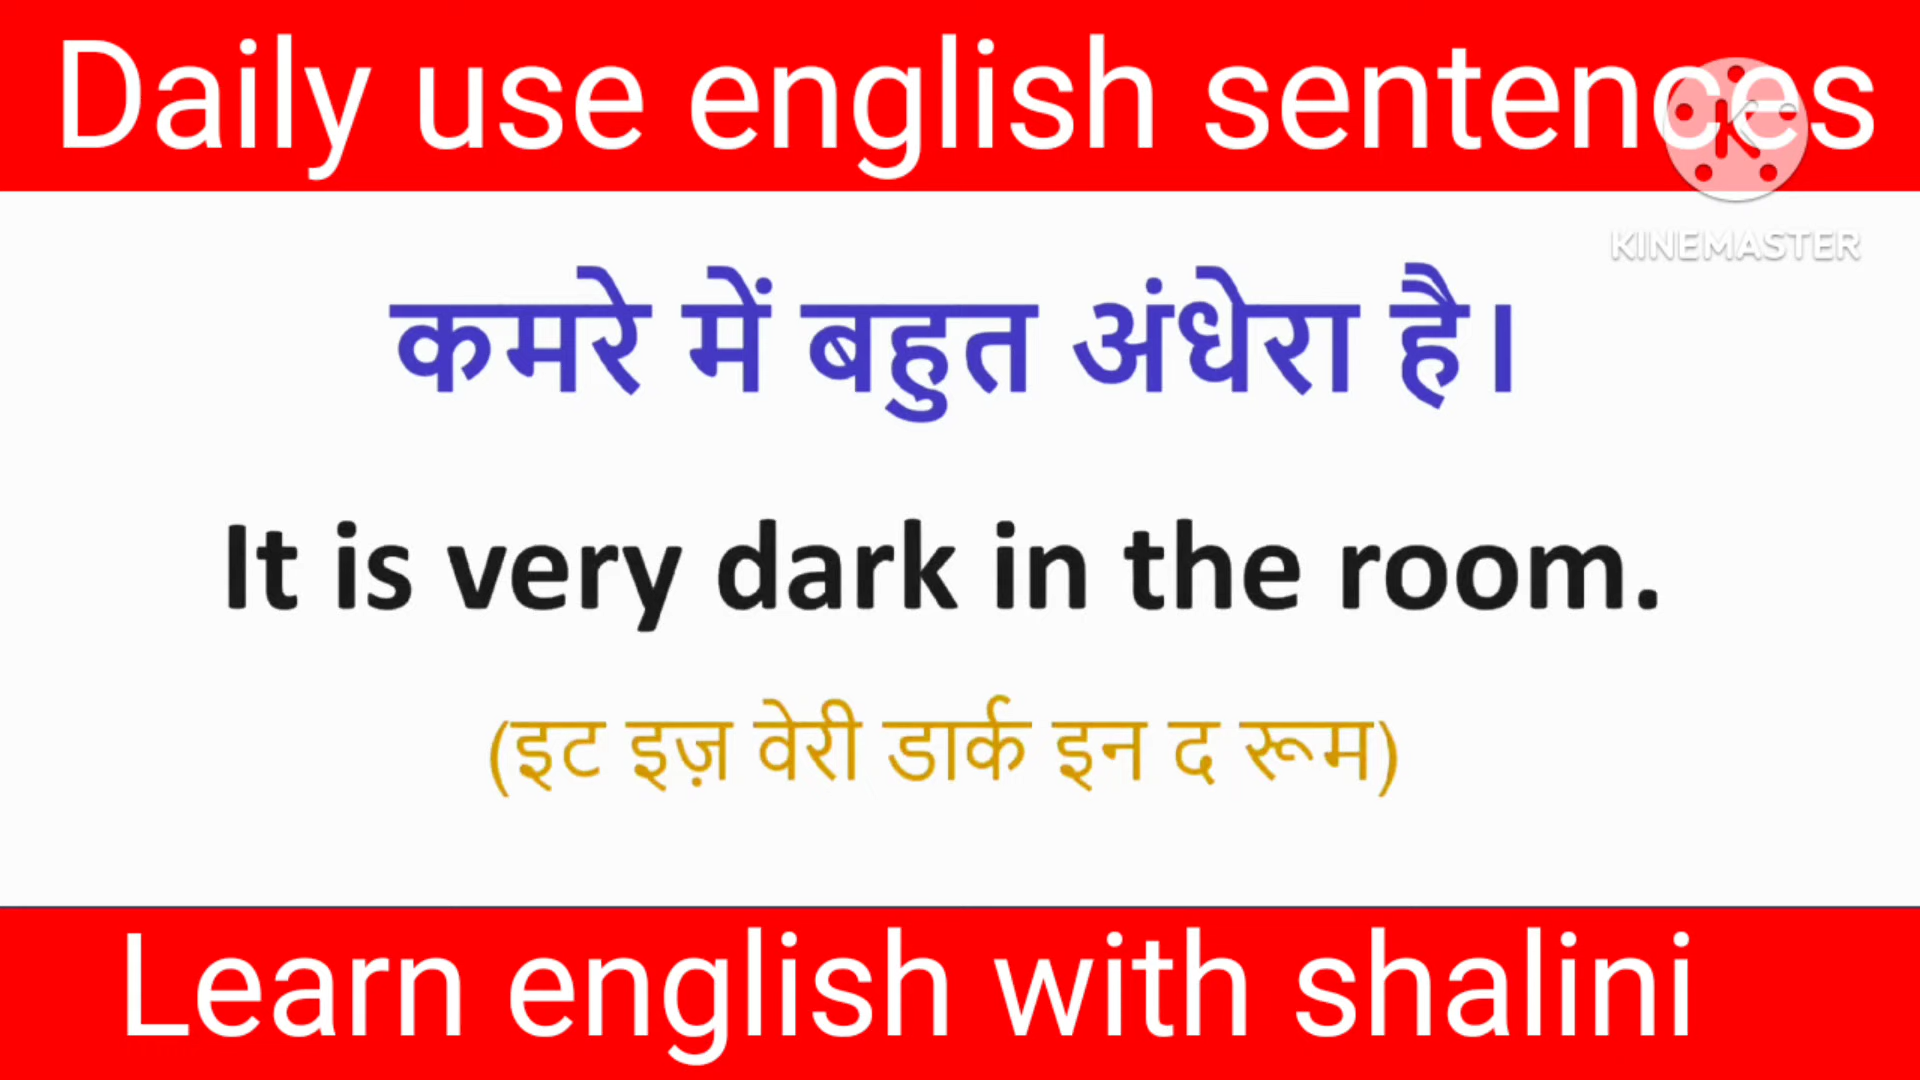 Daily use english sentences
KINEMASTER
कमरे में बहुत अंधेरा है।
It is very dark in the room.
(इट इज़ वेरी डार्क इन द रूम)
Learn english with shalini